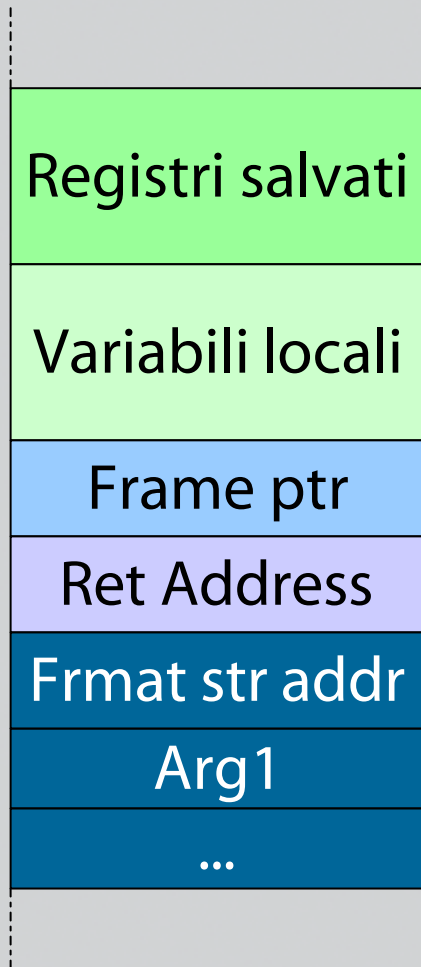 Registri salvati
Variabili locali
Frame ptr
Ret Address
Frmat str addr
Arg1
...